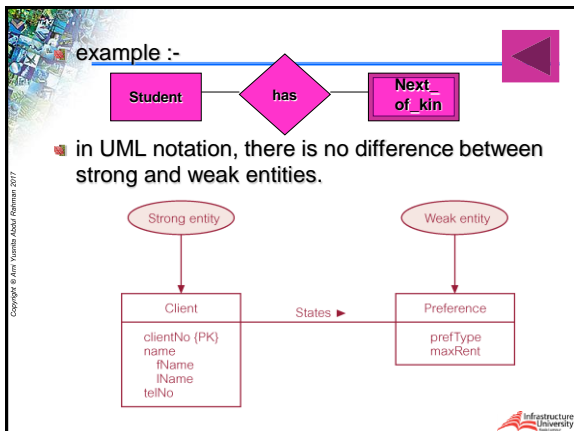 example :-
Student
has
Next_
of_kin
in UML notation, there is no difference between
strong and weak entities.
Strong entity
Weak entity
Client
States ►
Preference
clientNo {PK}
name
fName
lName
telNo
prefType
maxRent
Copyright © Ami Yusnita Abdul Rahman 2017
Infrastructure
University